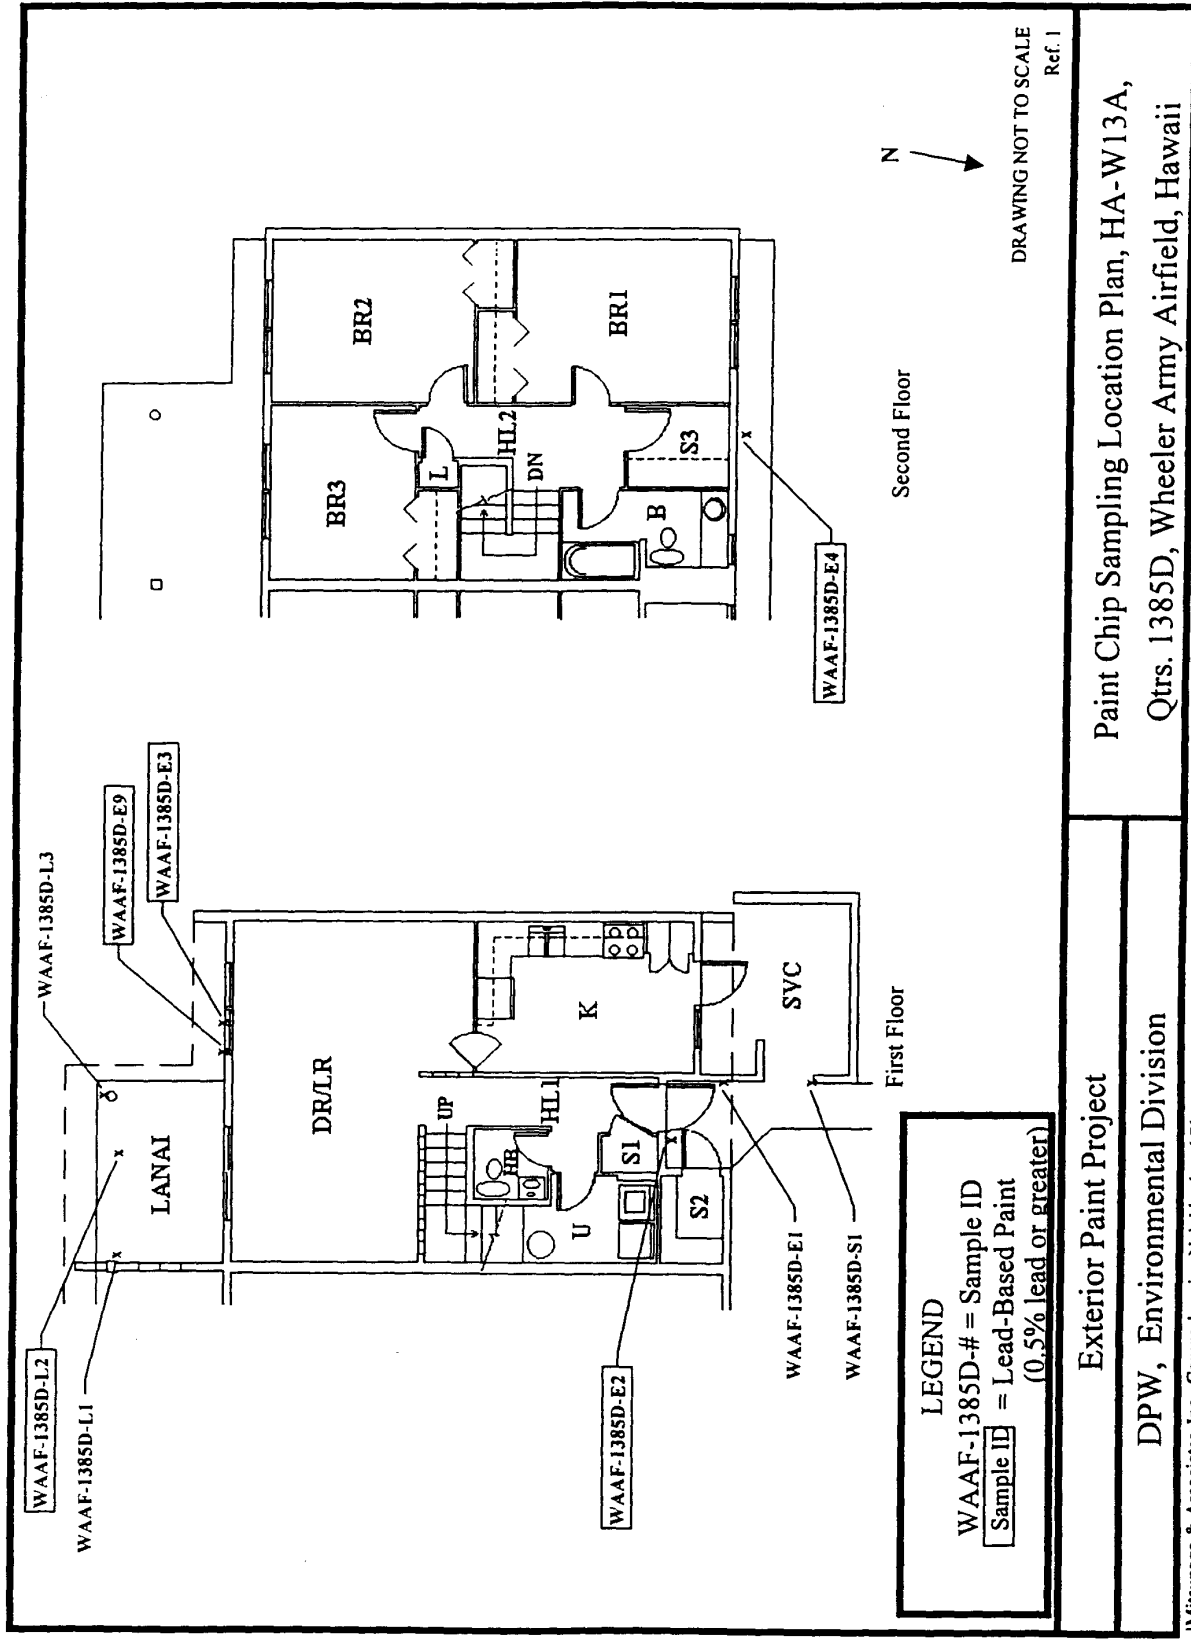 WAAF-1385D-L2
WAAF-1385D-L1
WAAF-1385D-L3
WAAF-1385D-E9
WAAF-1385D-E3
LANAI
DR/LR
UP
HB
HL1
K
U
S1
S2
SVC
WAAF-1385D-E2
WAAF-1385D-E1
WAAF-1385D-S1
First Floor
BR3
BR2
L
HL2
DN
BR1
B
S3
WAAF-1385D-E4
Second Floor
N
DRAWING NOT TO SCALE
Ref. 1
LEGEND
WAAF-1385D-# = Sample ID
Sample ID = Lead-Based Paint
(0.5% lead or greater)
Exterior Paint Project
DPW, Environmental Division
Paint Chip Sampling Location Plan, HA-W13A,
Qtrs. 1385D, Wheeler Army Airfield, Hawaii